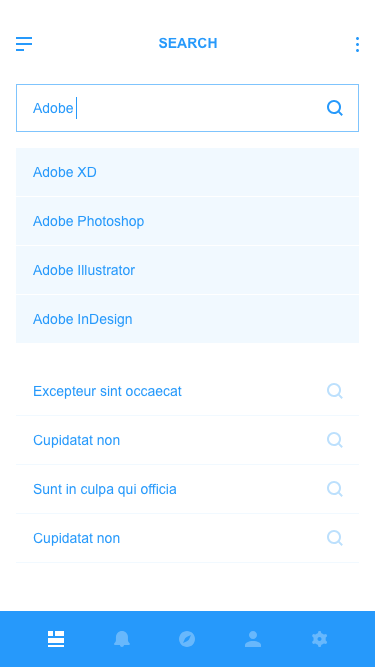 SEARCH
Adobe
Adobe XD
Adobe Photoshop
Adobe Illustrator
Adobe InDesign
Excepteur sint occaecat
Cupidatat non
Sunt in culpa qui officia
Cupidatat non